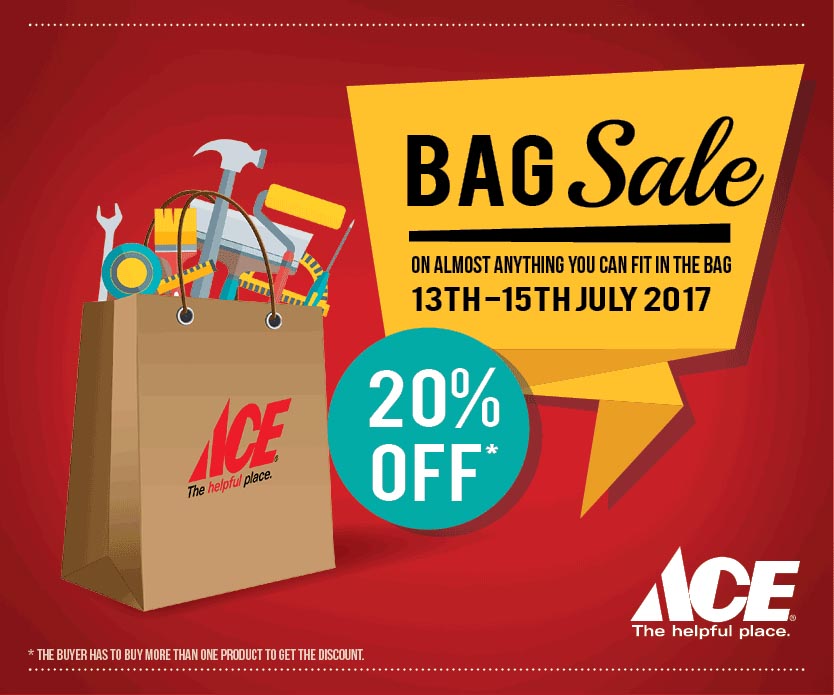 BAG Sale
ON ALMOST ANYTHING YOU CAN FIT IN THE BAG
13TH-15TH JULY 2017
20%
OFF*
ACE®
The helpful place.
ACE®
The helpful place.
* THE BUYER HAS TO BUY MORE THAN ONE PRODUCT TO GET THE DISCOUNT.